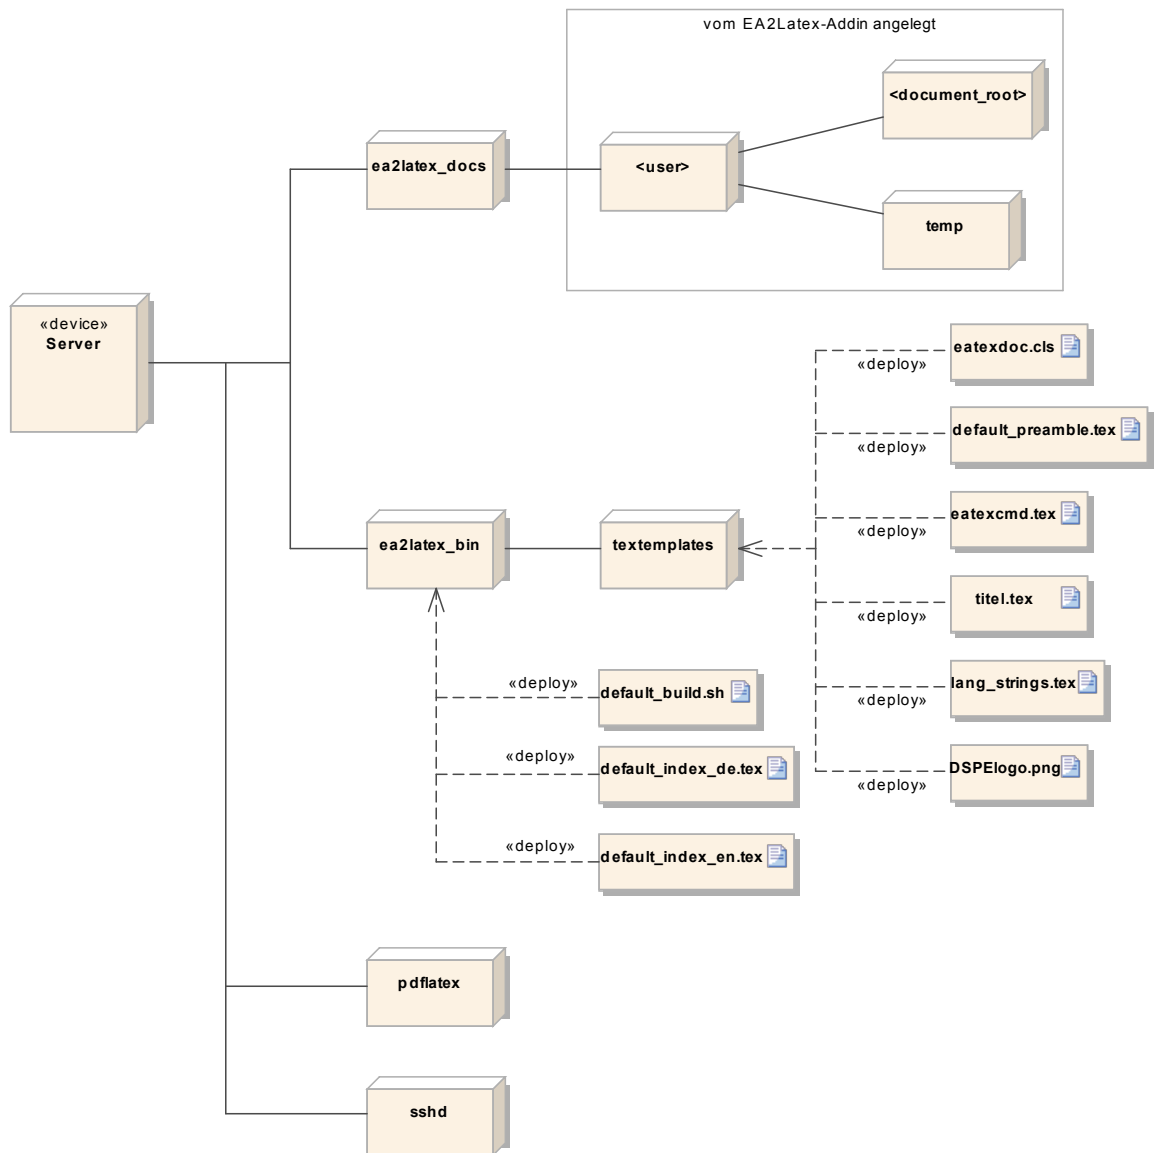 vom EA2Latex-Addin angelegt
<document_root>
ea2latex_docs
<user>
temp
«device»
Server
eatexdoc.cls
«deploy»
default_preamble.tex
«deploy»
eatexcmd.tex
«deploy»
ea2latex_bin
textemplates
titel.tex
«deploy»
lang_strings.tex
«deploy»
DSPElogo.png
«deploy»
«deploy»
default_build.sh
«deploy»
default_index_de.tex
«deploy»
default_index_en.tex
pdflatex
sshd